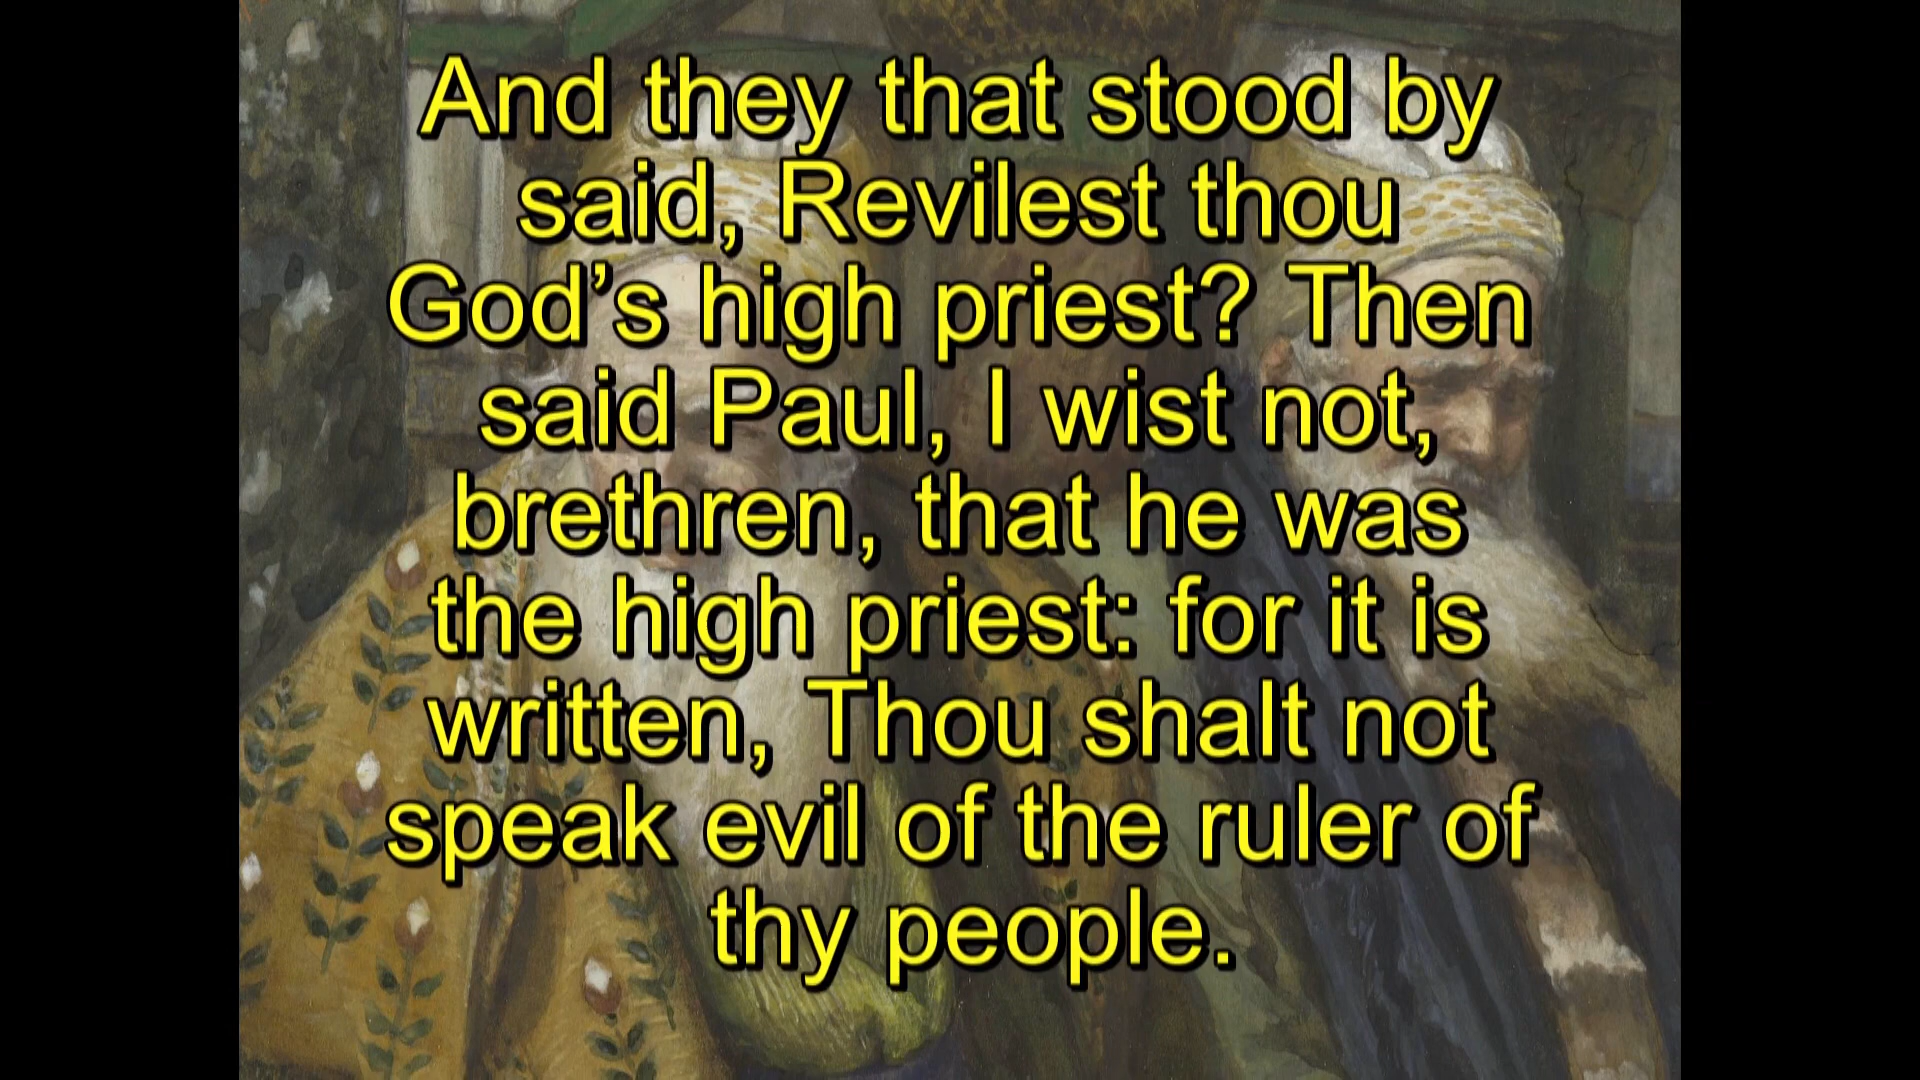 And they that stood by
said, Revilest thou
God’s high priest? Then
said Paul, I wist not,
brethren, that he was
the high priest: for it is
written, Thou shalt not
speak evil of the ruler of
thy people.